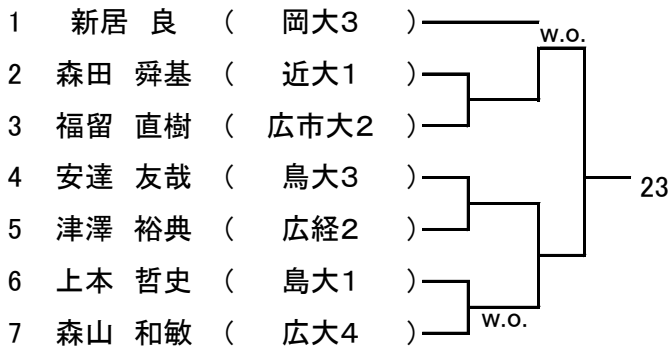 1 新居 良 ( 岡大3 )
w.o.
2 森田 舜基 ( 近大1 )
3 福留 直樹 ( 広市大2 )
4 安達 友哉 ( 鳥大3 )
23
5 津澤 裕典 ( 広経2 )
6 上本 哲史 ( 島大1 )
w.o.
7 森山 和敏 ( 広大4 )